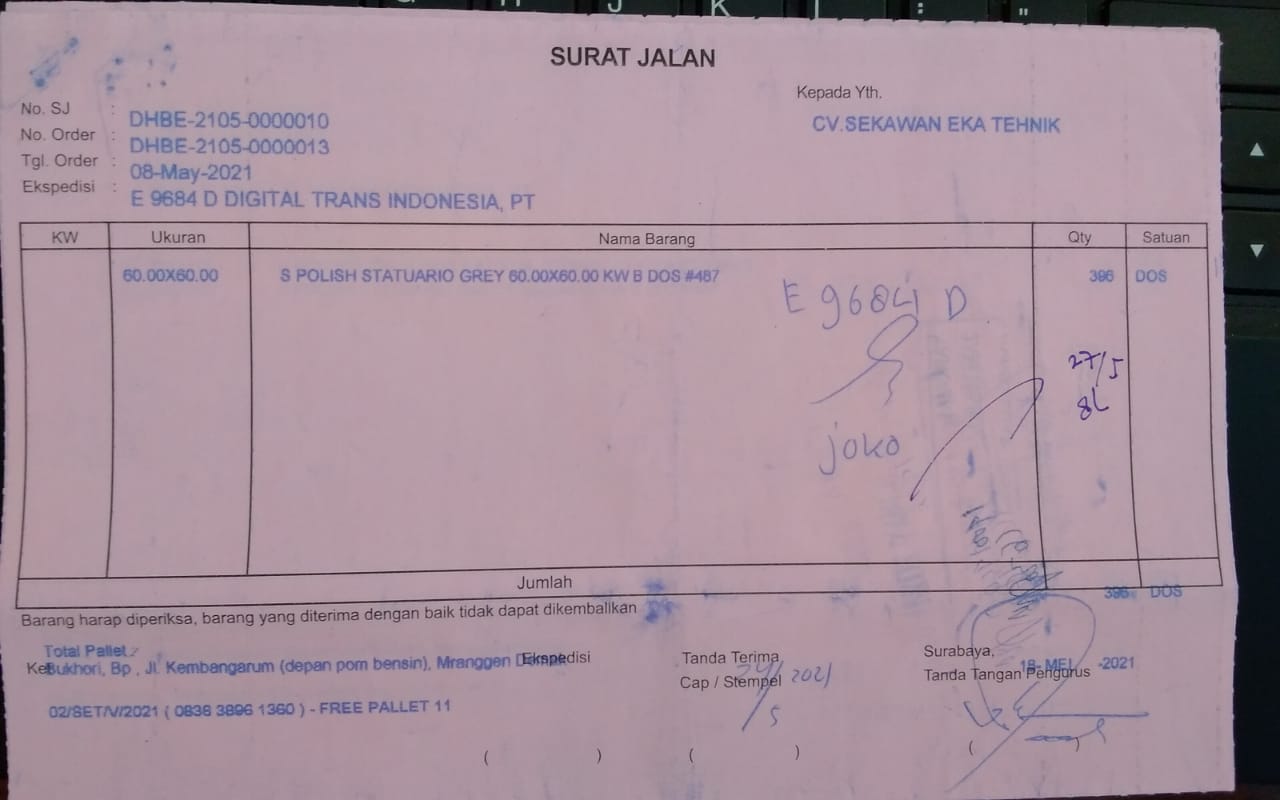 SURAT JALAN
No. SJ : DHBE-2105-0000010
No. Order : DHBE-2105-0000013
Tgl. Order : 08-May-2021
Ekspedisi : E 9684 D DIGITAL TRANS INDONESIA, PT
Kepada Yth.
CV.SEKAWAN EKA TEHNIK
KW Ukuran Nama Barang Qty Satuan
60.00X60.00 S POLISH STATUARIO GREY 60.00X60.00 KW B DOS #487 396 DOS
E 9684 D
27/5
joko
Jumlah
396 DOS
Barang harap diperiksa, barang yang diterima dengan baik tidak dapat dikembalikan
Total Pallet :
Ket Bukhori, Bp , Jl. Kembangarum (depan pom bensin), Mranggen Demak
02/SET/V/2021 ( 0838 3896 1360 ) - FREE PALLET 11
Ekspedisi
( )
Tanda Terima
Cap / Stempel
2021
( )
Surabaya, 18-MEI -2021
Tanda Tangan Pengurus
( )